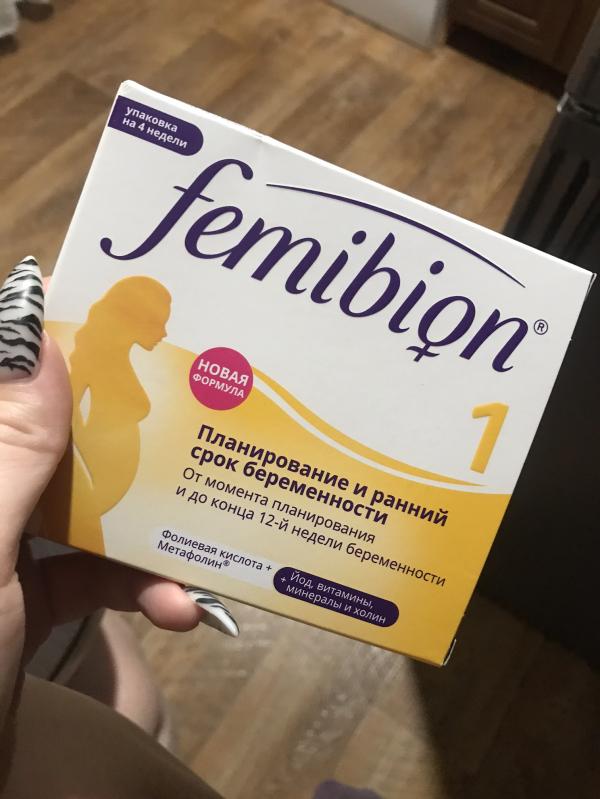 упаковка
на 4 недели
femibion®
НОВАЯ
ФОРМУЛА
1
Планирование и ранний
срок беременности
От момента планирования
и до конца 12-й недели беременности
Фолиевая кислота +
Метафолин®
+ Йод, витамины,
минералы и холин